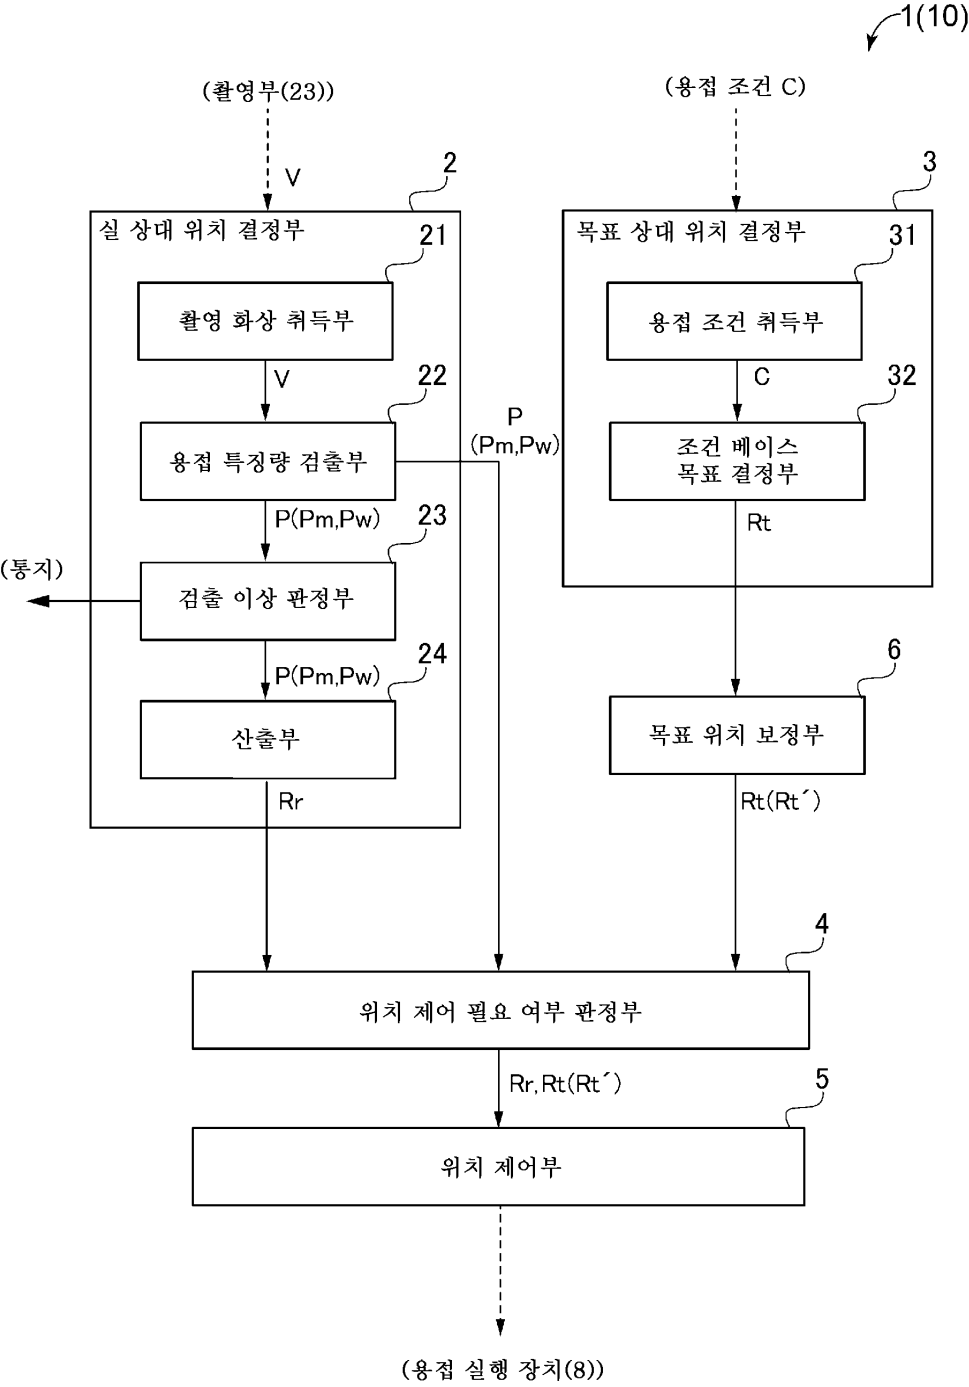 1(10)
(촬영부(23))
(용접 조건 C)
V
2
3
실 상대 위치 결정부
목표 상대 위치 결정부
21
31
촬영 화상 취득부
용접 조건 취득부
V
C
22
32
P
(Pm,Pw)
용접 특징량 검출부
조건 베이스
목표 결정부
P(Pm,Pw)
Rt
23
(통지)
검출 이상 판정부
P(Pm,Pw)
24
6
산출부
목표 위치 보정부
Rr
Rt(Rt´)
4
위치 제어 필요 여부 판정부
Rr,Rt(Rt´)
5
위치 제어부
(용접 실행 장치(8))